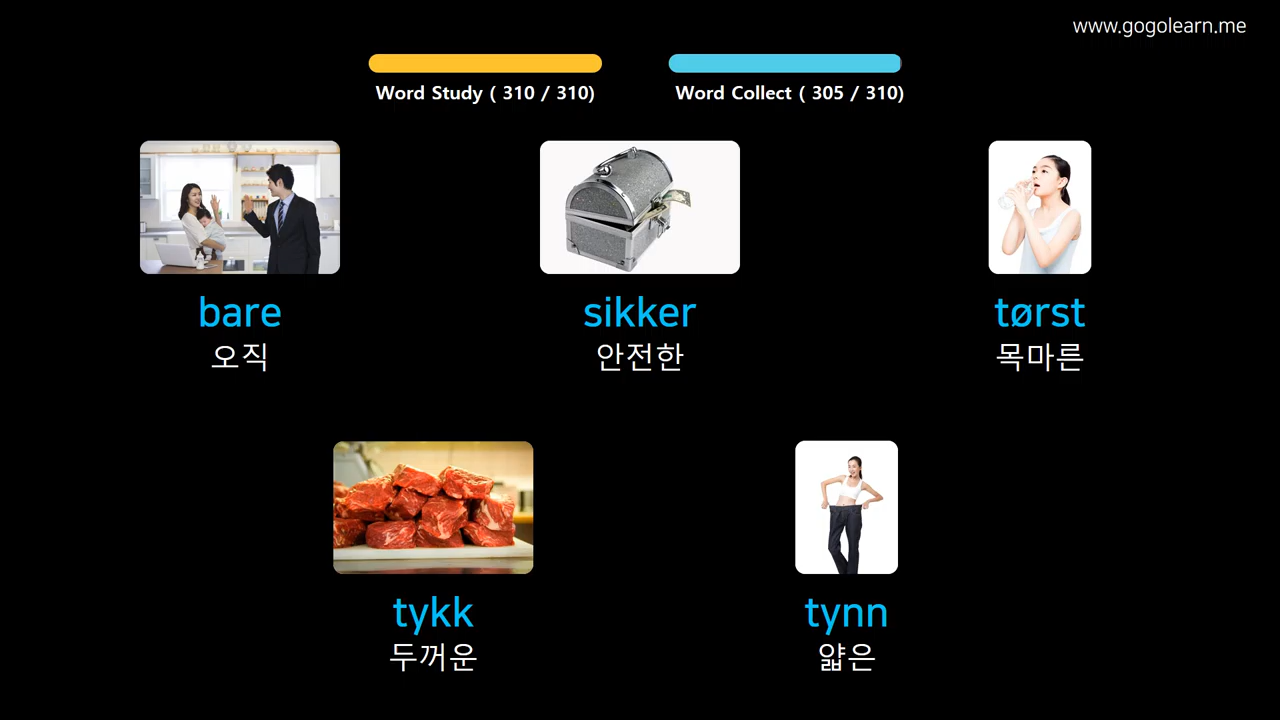 www.gogolearn.me
Word Study ( 310 / 310)
Word Collect ( 305 / 310)
bare
오직
sikker
안전한
tørst
목마른
tykk
두꺼운
tynn
얇은